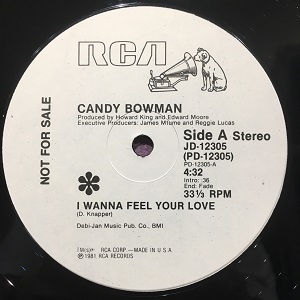 RCA
NOT FOR SALE
CANDY BOWMAN
Produced by Howard King and Edward Moore
Executive Producers: James Mtume and Reggie Lucas
Side A Stereo
JD-12305
(PD-12305)
PD-12305-A
4:32
Intro: :36
End: Fade
33⅓ RPM
I WANNA FEEL YOUR LOVE
(D. Knapper)
Debi-Jan Music Pub. Co., BMI
RCA CORP.—MADE IN U.S.A.
℗1981 RCA RECORDS